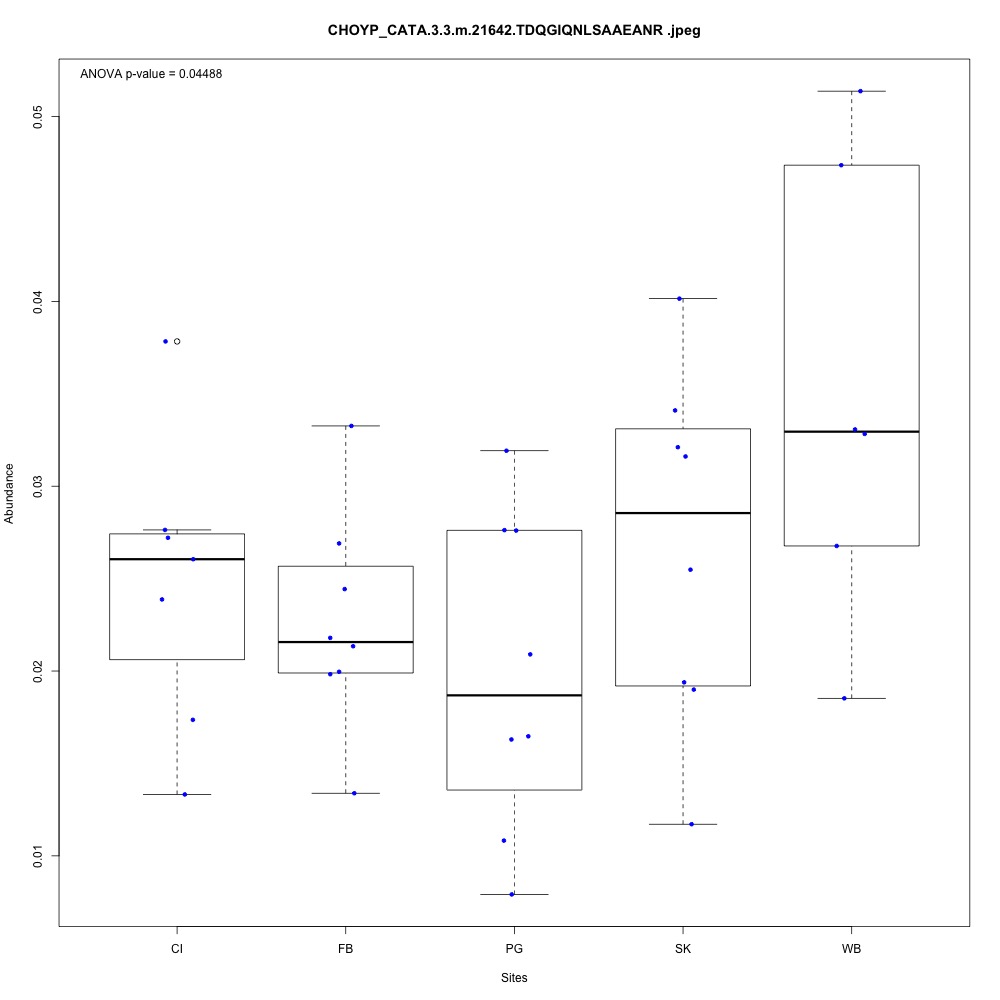 CHOYP_CATA.3.3.m.21642.TDQGIQNLSAAEANR .jpeg
ANOVA p-value = 0.04488
0.05
0.04
0.03
0.02
0.01
Abundance
CI FB PG SK WB
Sites